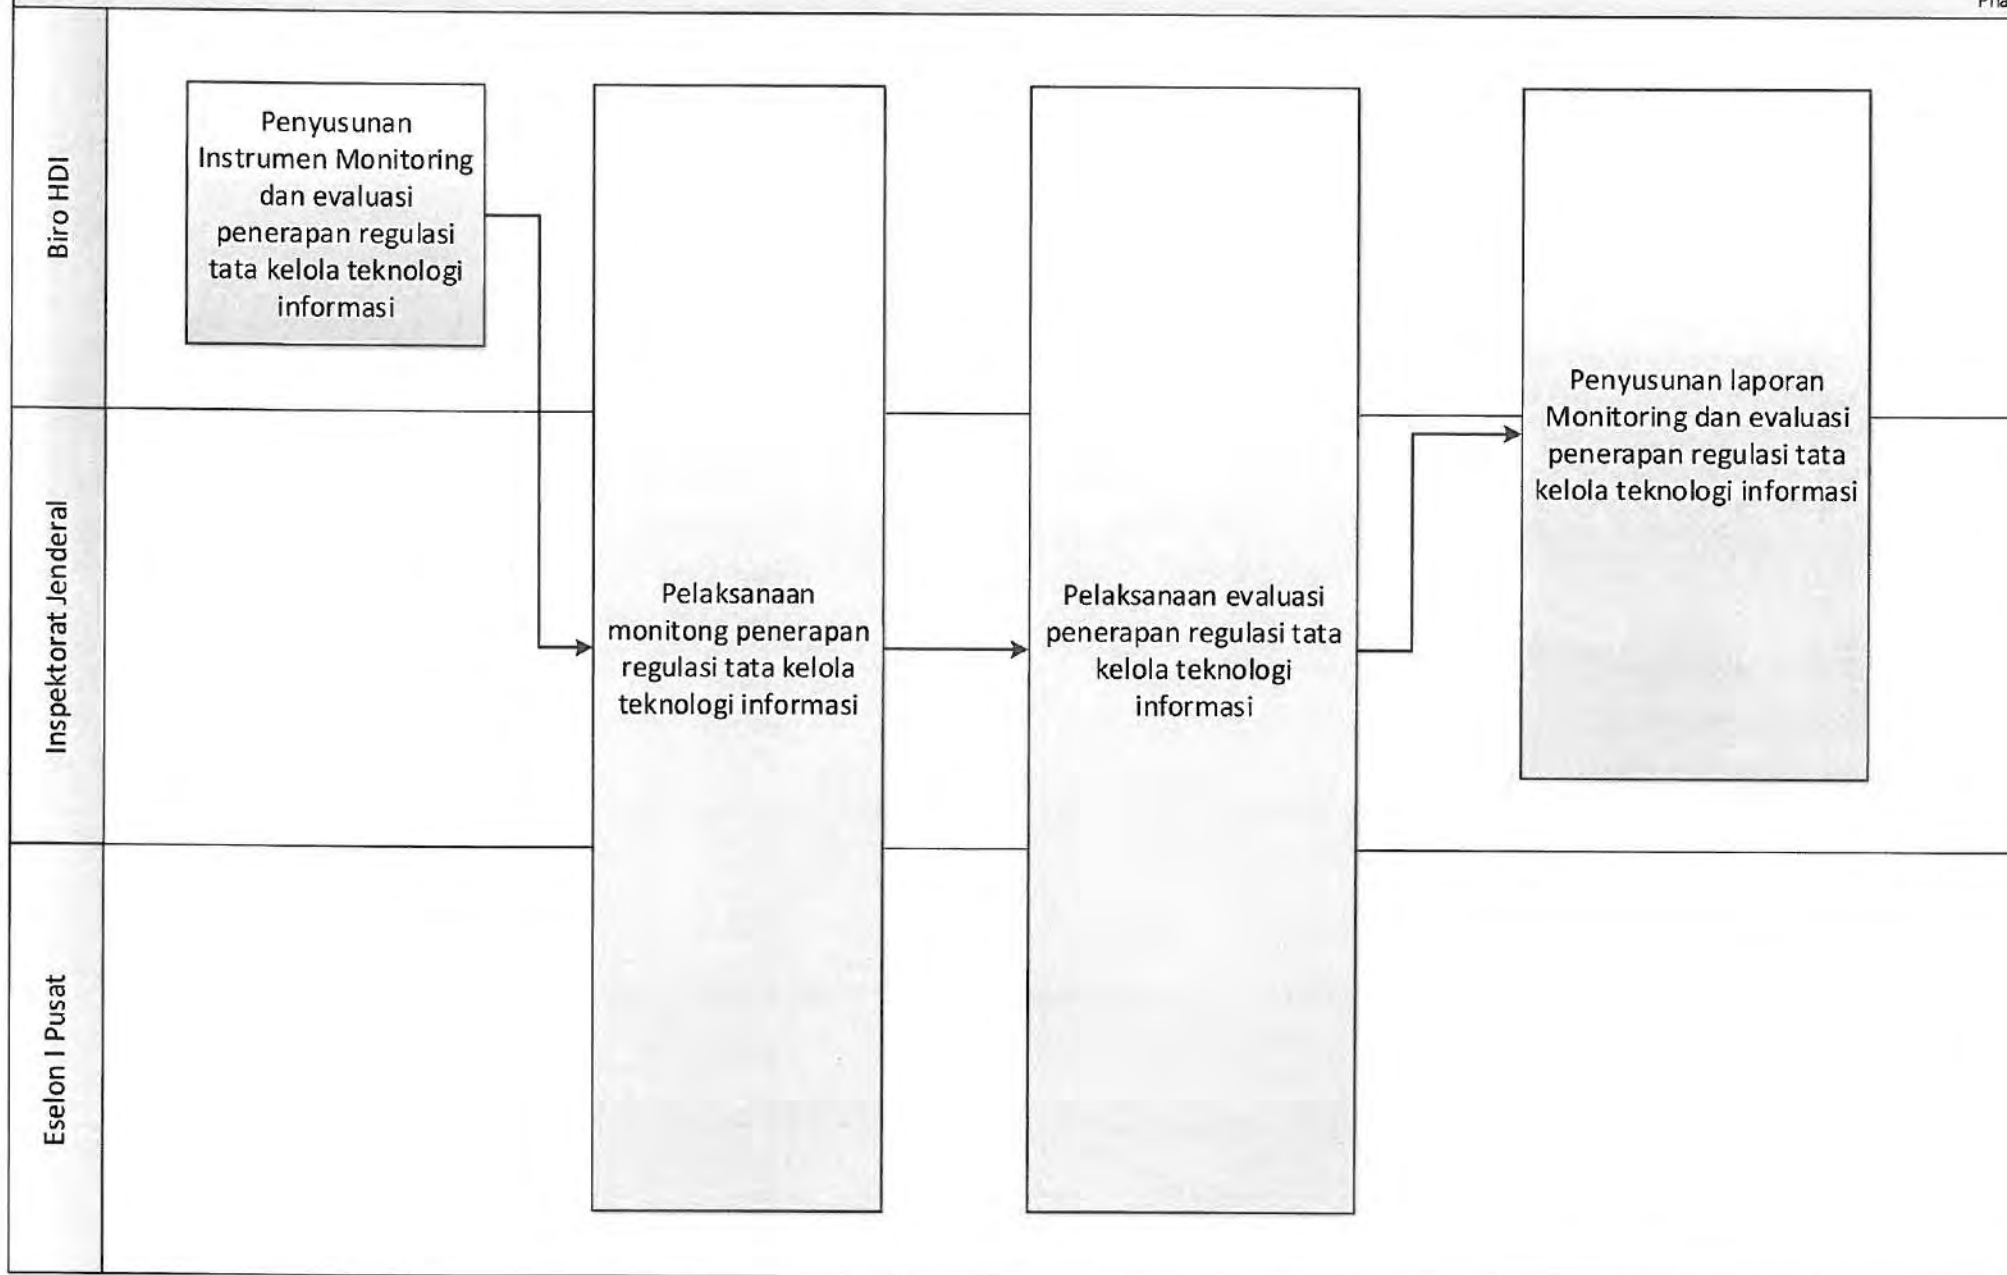 Biro HDI
Penyusunan
Instrumen Monitoring
dan evaluasi
penerapan regulasi
tata kelola teknologi
informasi
Inspektorat Jenderal
Pelaksanaan
monitong penerapan
regulasi tata kelola
teknologi informasi
Pelaksanaan evaluasi
penerapan regulasi tata
kelola teknologi
informasi
Penyusunan laporan
Monitoring dan evaluasi
penerapan regulasi tata
kelola teknologi informasi
Eselon I Pusat